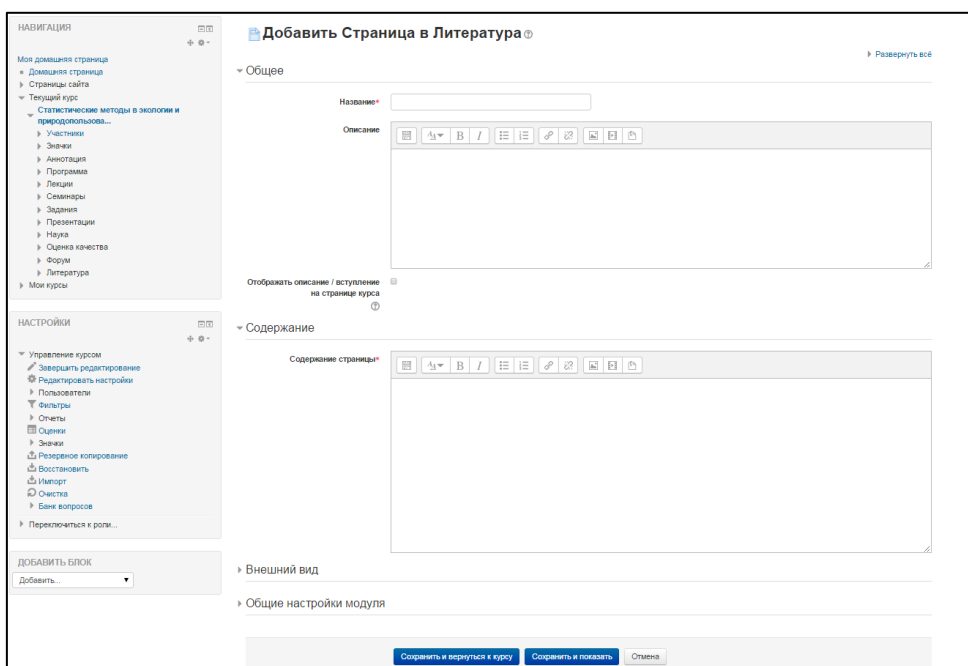 НАВИГАЦИЯ
Моя домашняя страница
Домашняя страница
Страницы сайта
Текущий курс
Статистические методы в экологии и
природопользова...
Участники
Значки
Аннотация
Программа
Лекции
Семинары
Задания
Презентации
Наука
Оценка качества
Форум
Литература
Мои курсы
НАСТРОЙКИ
Управление курсом
Завершить редактирование
Редактировать настройки
Пользователи
Фильтры
Отчеты
Оценки
Значки
Резервное копирование
Восстановить
Импорт
Очистка
Банк вопросов
Переключиться к роли...
ДОБАВИТЬ БЛОК
Добавить...
Добавить Страница в Литература
Развернуть всё
Общее
Название*
Описание
B I
Отображать описание / вступление
на странице курса
Содержание
Содержание страницы*
B I
Внешний вид
Общие настройки модуля
Сохранить и вернуться к курсу Сохранить и показать Отмена